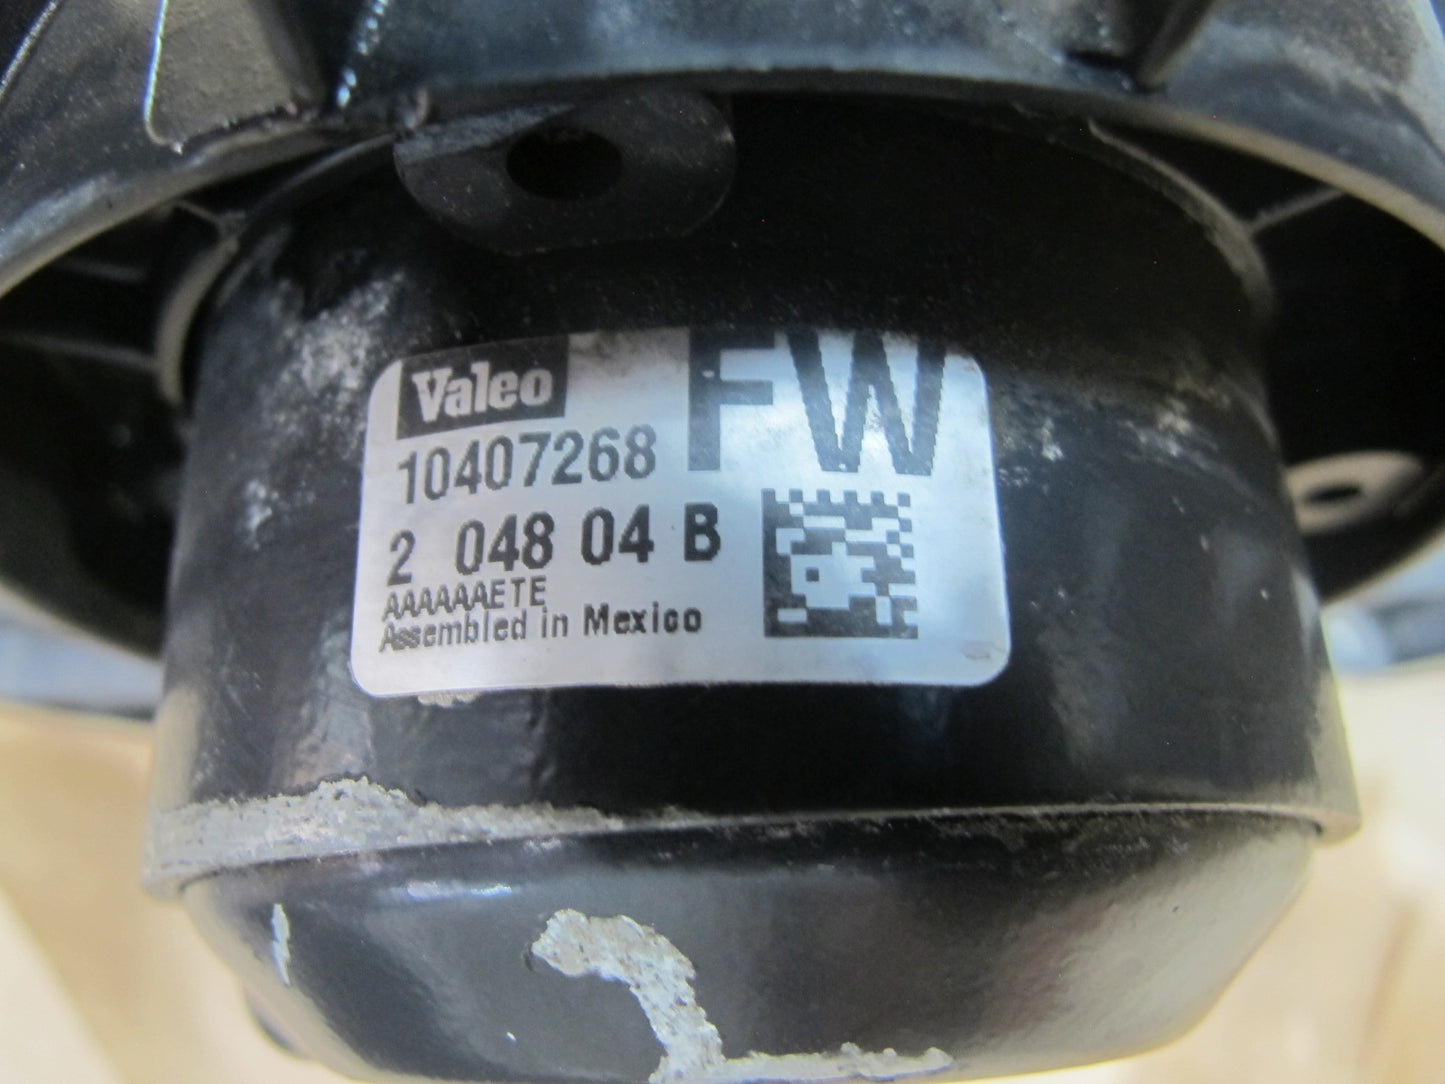 Valeo
FW
10407268
2 048 04 B
AAAAAAETE
Assembled in Mexico